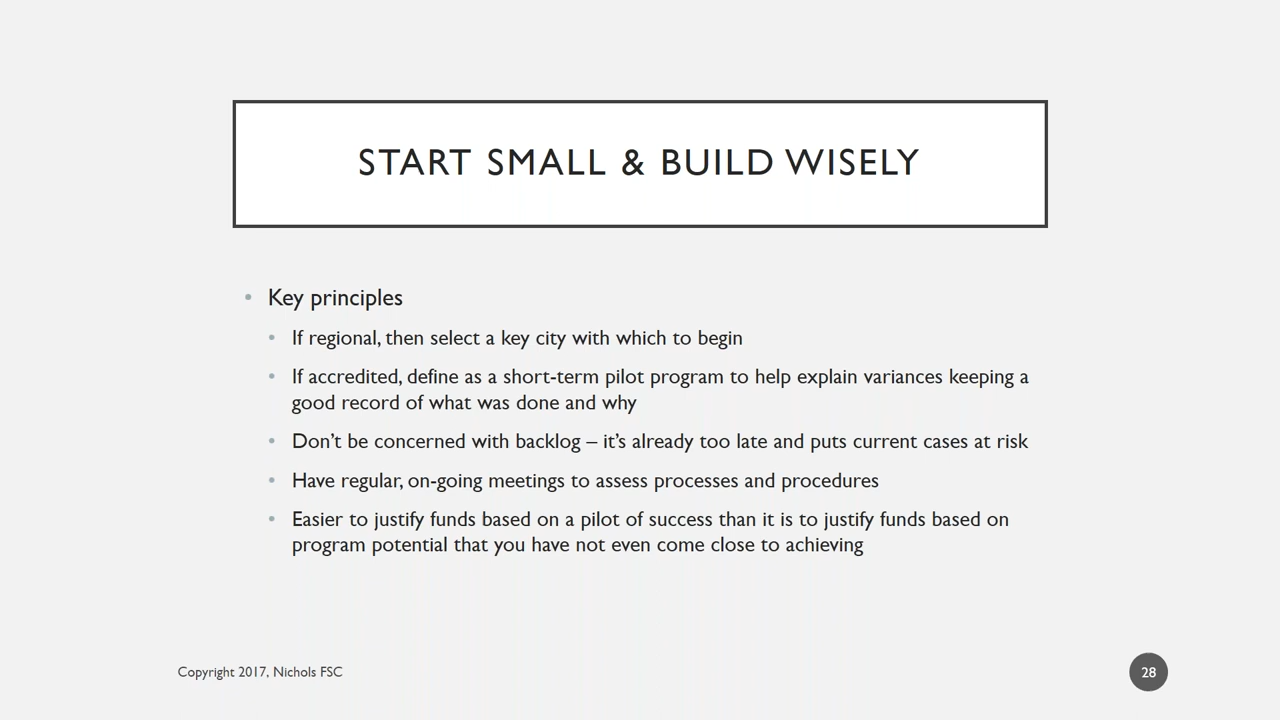 START SMALL & BUILD WISELY
• Key principles
• If regional, then select a key city with which to begin
• If accredited, define as a short-term pilot program to help explain variances keeping a
good record of what was done and why
• Don’t be concerned with backlog – it’s already too late and puts current cases at risk
• Have regular, on-going meetings to assess processes and procedures
• Easier to justify funds based on a pilot of success than it is to justify funds based on
program potential that you have not even come close to achieving
Copyright 2017, Nichols FSC
28